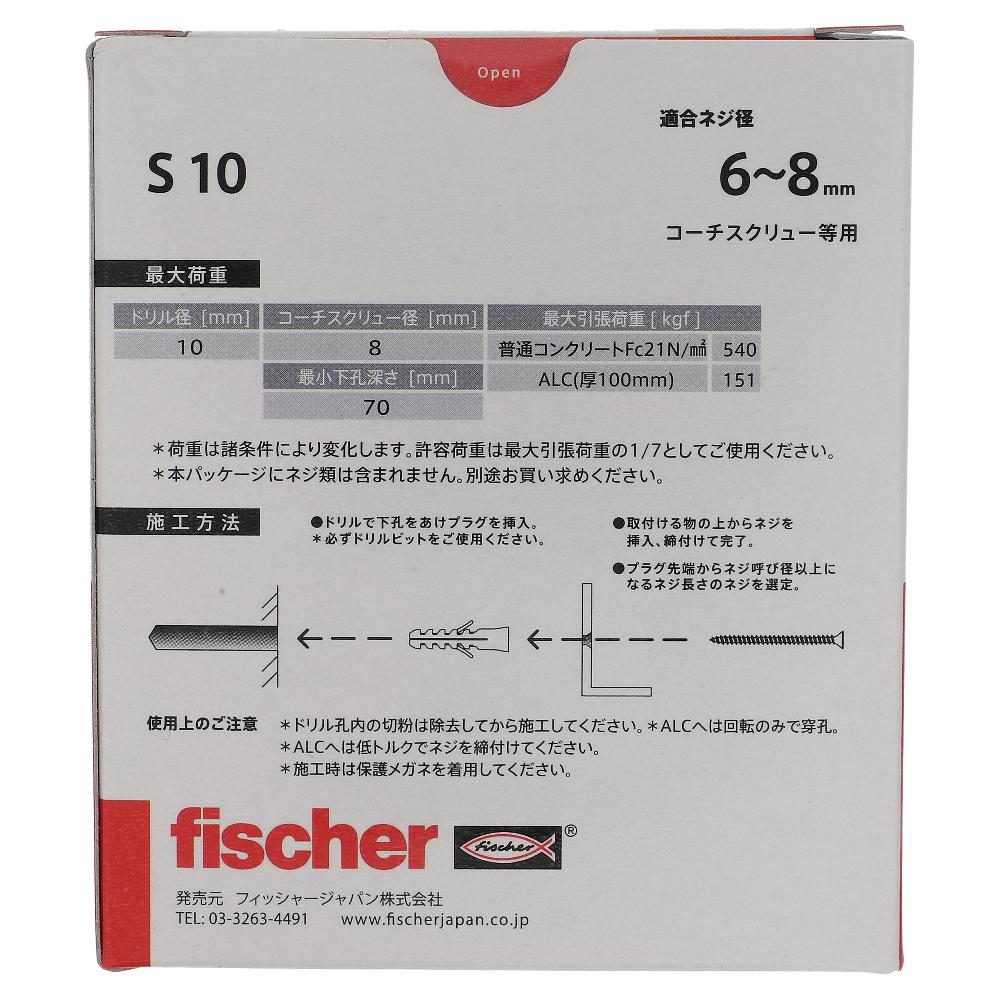 Open
適合ネジ径
S 10
6~8mm
コーチスクリュー等用
最大荷重
ドリル径 [mm] コーチスクリュー径 [mm] 最大引張荷重[ kgf ]
10 8 普通コンクリートFc21N/m㎡ 540
最小下孔深さ [mm] ALC(厚100mm) 151
70
*荷重は諸条件により変化します。許容荷重は最大引張荷重の1/7としてご使用ください。
*本パッケージにネジ類は含まれません。別途お買い求めください。
施工方法
●ドリルで下孔をあけプラグを挿入。
*必ずドリルビットをご使用ください。
●取付ける物の上からネジを
挿入、締付けて完了。
●プラグ先端からネジ呼び径以上に
なるネジ長さのネジを選定。
使用上のご注意 *ドリル孔内の切粉は除去してから施工してください。*ALCへは回転のみで穿孔。
*ALCへは低トルクでネジを締付けてください。
*施工時は保護メガネを着用してください。
fischer fischer ®
発売元 フィッシャージャパン株式会社
TEL: 03-3263-4491 www.fischerjapan.co.jp